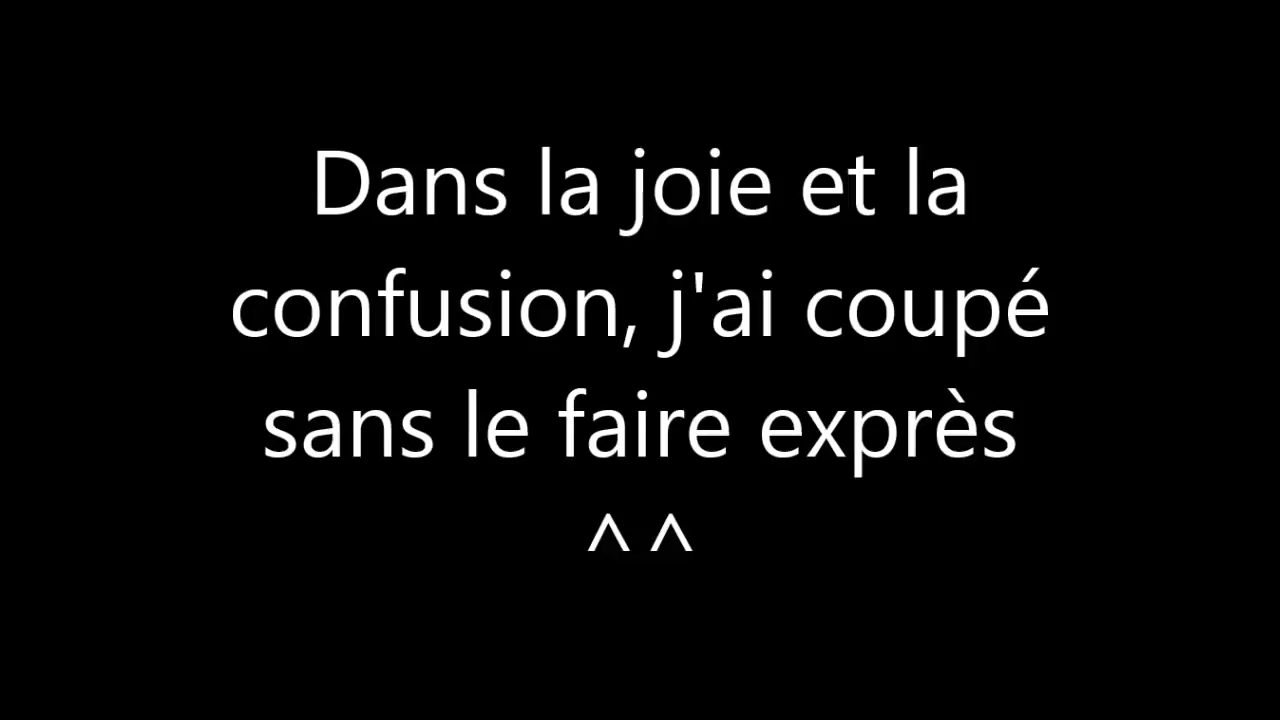 Dans la joie et la
confusion, j'ai coupé
sans le faire exprès
^^